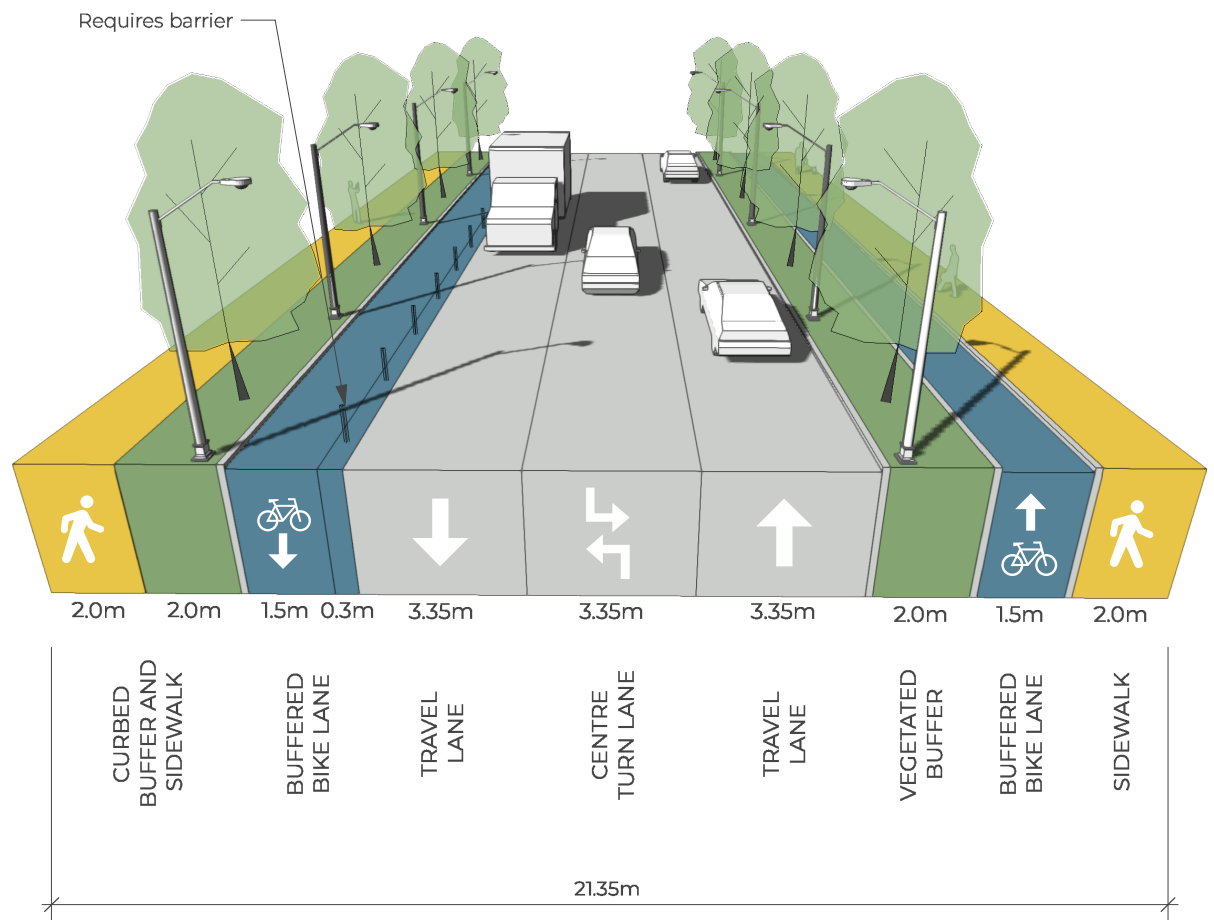 Requires barrier
2.0m
2.0m
1.5m
0.3m
3.35m
3.35m
3.35m
2.0m
1.5m
2.0m
CURBED
BUFFER AND
SIDEWALK
BUFFERED
BIKE LANE
TRAVEL
LANE
CENTRE
TURN LANE
TRAVEL
LANE
VEGETATED
BUFFER
BUFFERED
BIKE LANE
SIDEWALK
21.35m